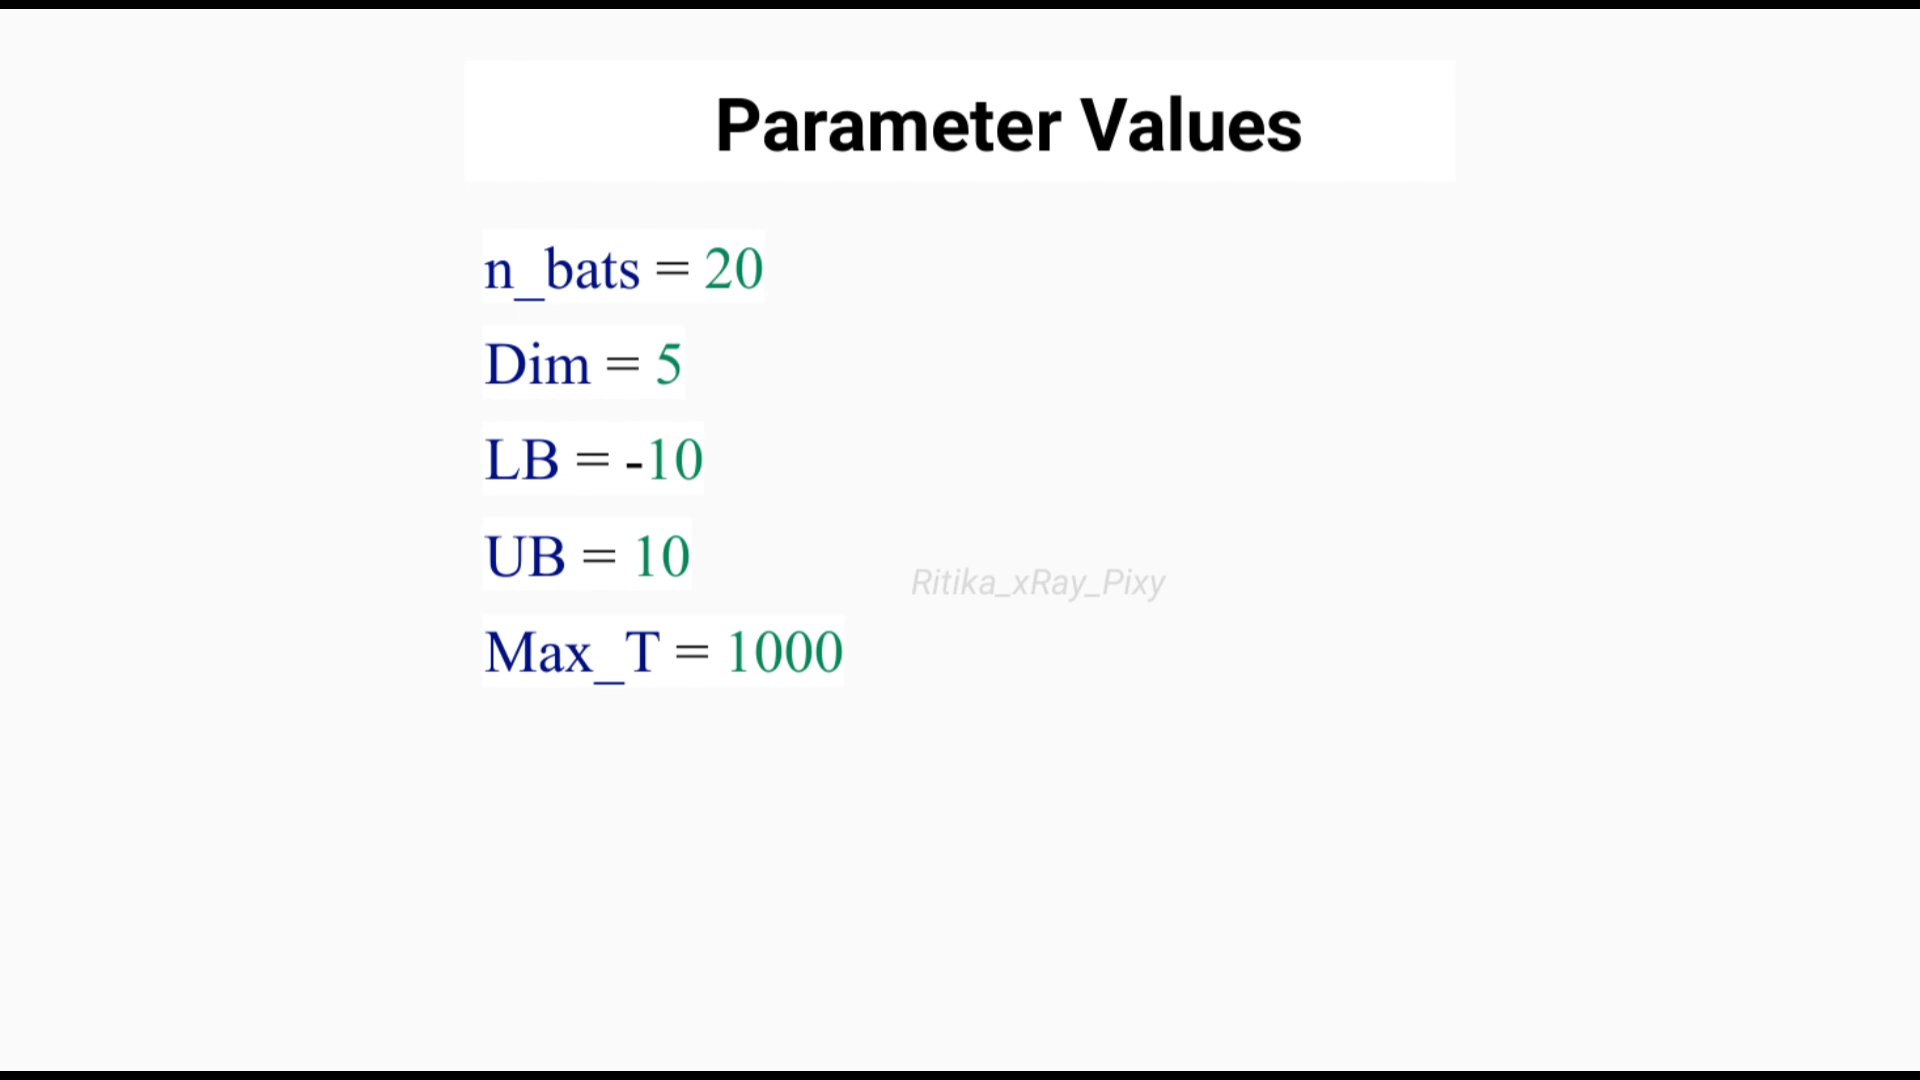 Parameter Values
n_bats = 20
Dim = 5
LB = -10
UB = 10
Ritika_xRay_Pixy
Max_T = 1000